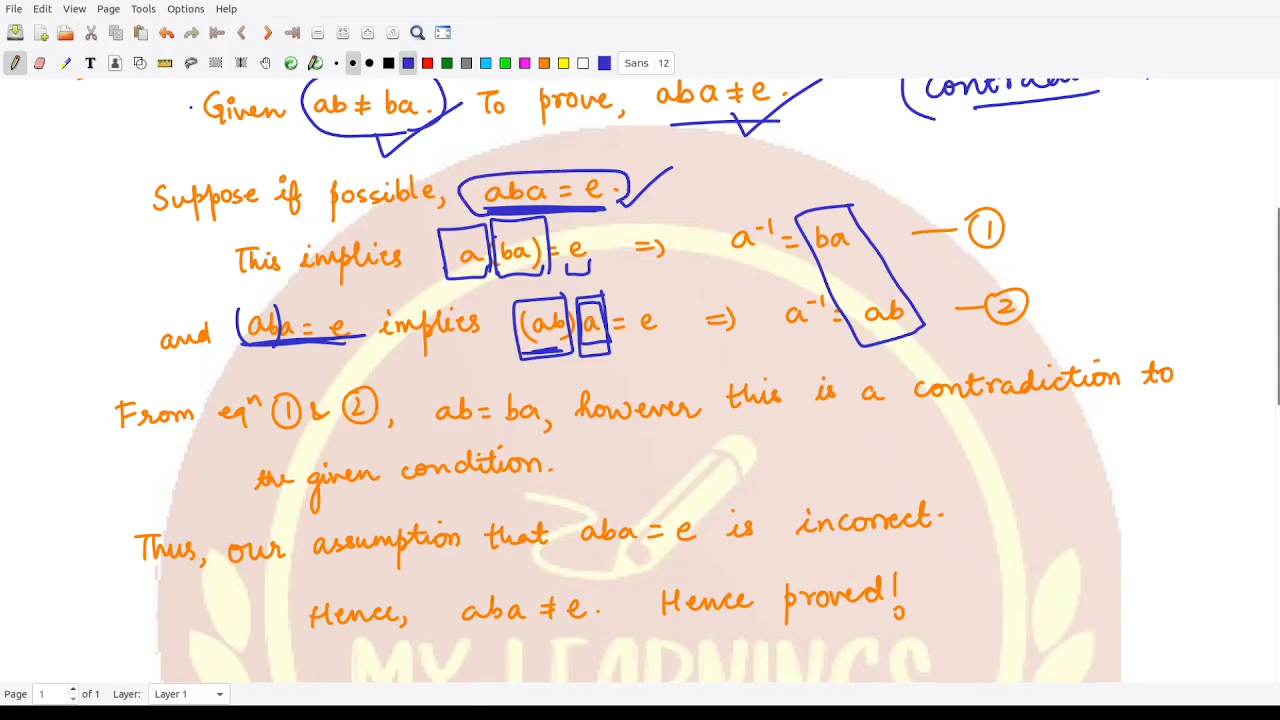 File Edit View Page Tools Options Help
T Sans 12
Given ab ≠ ba. To prove, aba ≠ e. (
Suppose if possible, aba = e.
This implies a (ba) = e => a⁻¹ = ba — ①
and aba = e implies (ab) a = e => a⁻¹ = ab — ②
From eqⁿ ① & ②, ab = ba, however this is a contradiction to
the given condition.
Thus, our assumption that aba = e is incorrect.
Hence, aba ≠ e. Hence proved!
MY LEARNINGS
Page 1 of 1 Layer: Layer 1